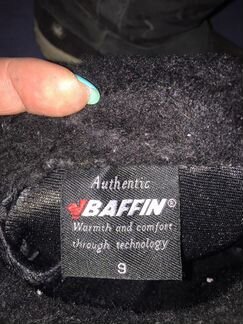 Authentic
BAFFIN®
Warmth and comfort
through technology
9